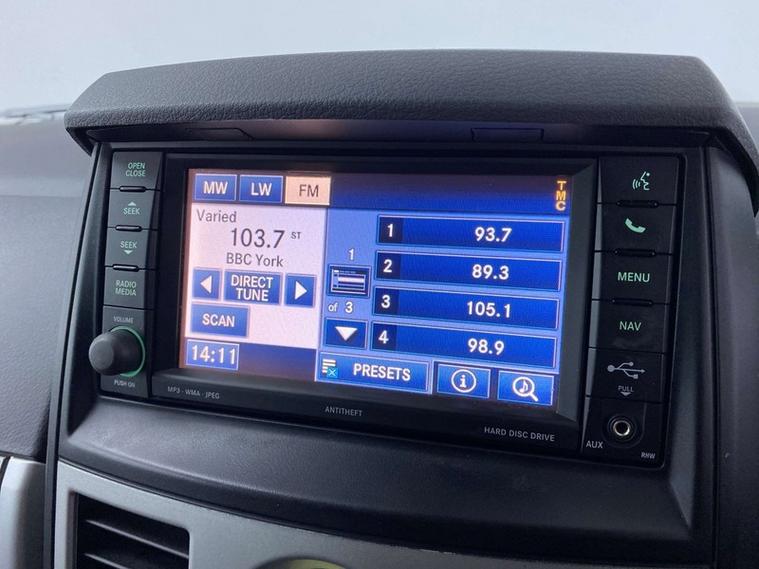 OPEN
CLOSE
SEEK
SEEK
RADIO
MEDIA
VOLUME
PUSH ON
MW LW FM
TMC
Varied
103.7 ST
BBC York
DIRECT
TUNE
SCAN
14:11
1
of 3
1 93.7
2 89.3
3 105.1
4 98.9
PRESETS
i
MENU
NAV
PULL
AUX
RHW
MP3 · WMA · JPEG
ANTITHEFT
HARD DISC DRIVE